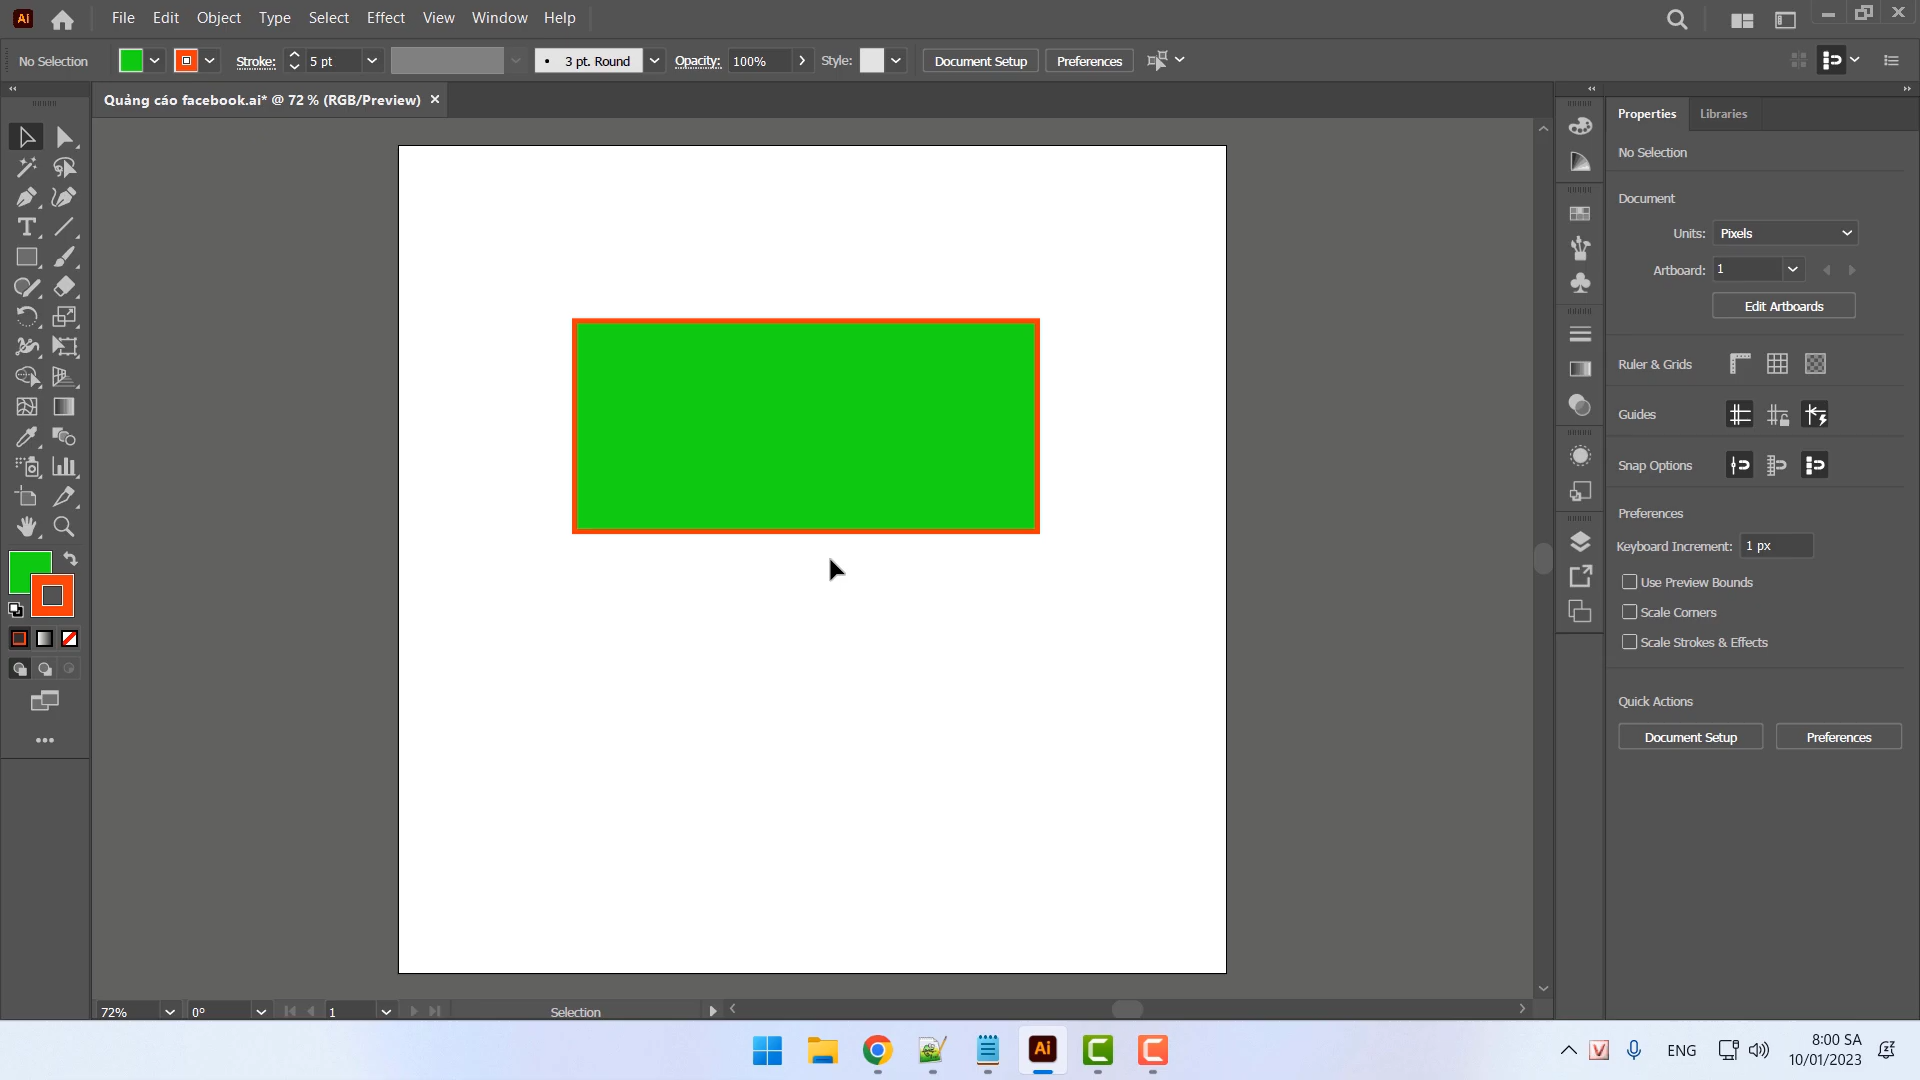 Ai File Edit Object Type Select Effect View Window Help
No Selection Stroke: 5 pt 3 pt. Round Opacity: 100% Style: Document Setup Preferences
Quảng cáo facebook.ai* @ 72 % (RGB/Preview) ×
Properties Libraries
No Selection
Document
Units: Pixels
Artboard: 1
Edit Artboards
Ruler & Grids
Guides
Snap Options
Preferences
Keyboard Increment: 1 px
Use Preview Bounds
Scale Corners
Scale Strokes & Effects
Quick Actions
Document Setup Preferences
72% 0° 1 Selection
Ai
ENG
8:00 SA
10/01/2023